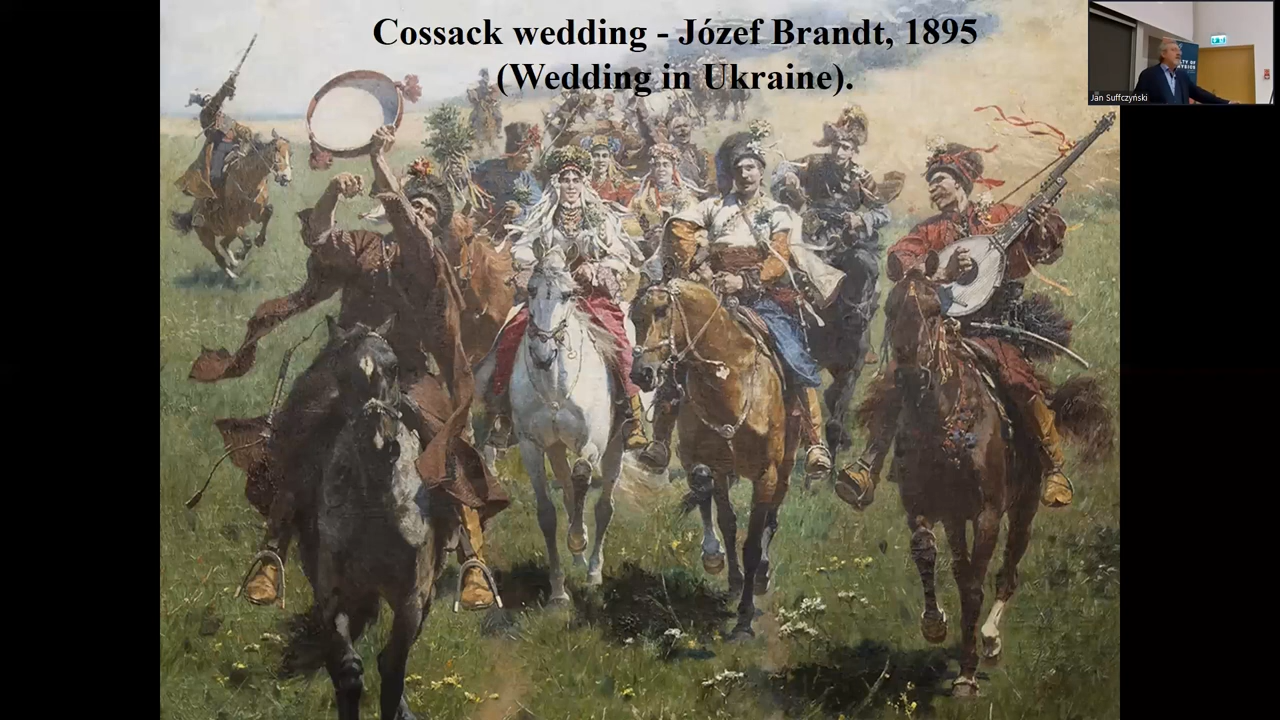 Cossack wedding - Józef Brandt, 1895
(Wedding in Ukraine).
Jan Suffczyński